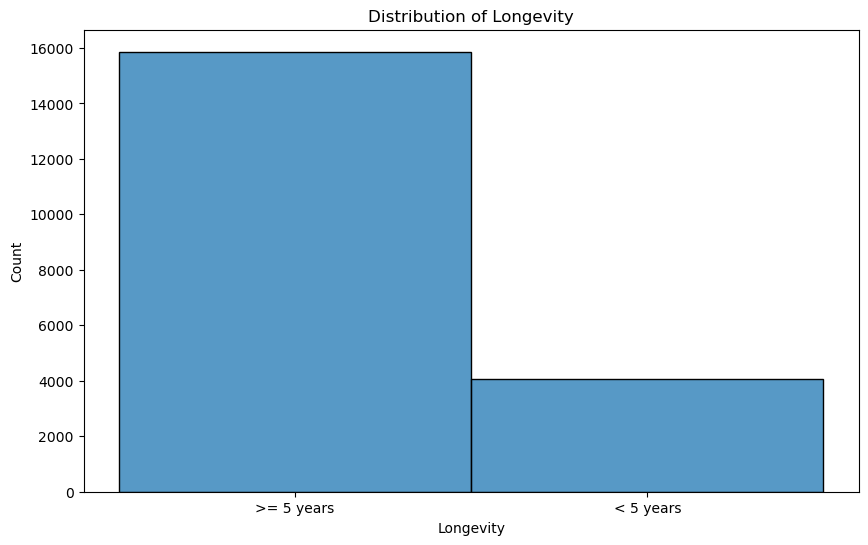 Distribution of Longevity
16000
14000
12000
10000
8000
6000
4000
2000
0
Count
>= 5 years
< 5 years
Longevity